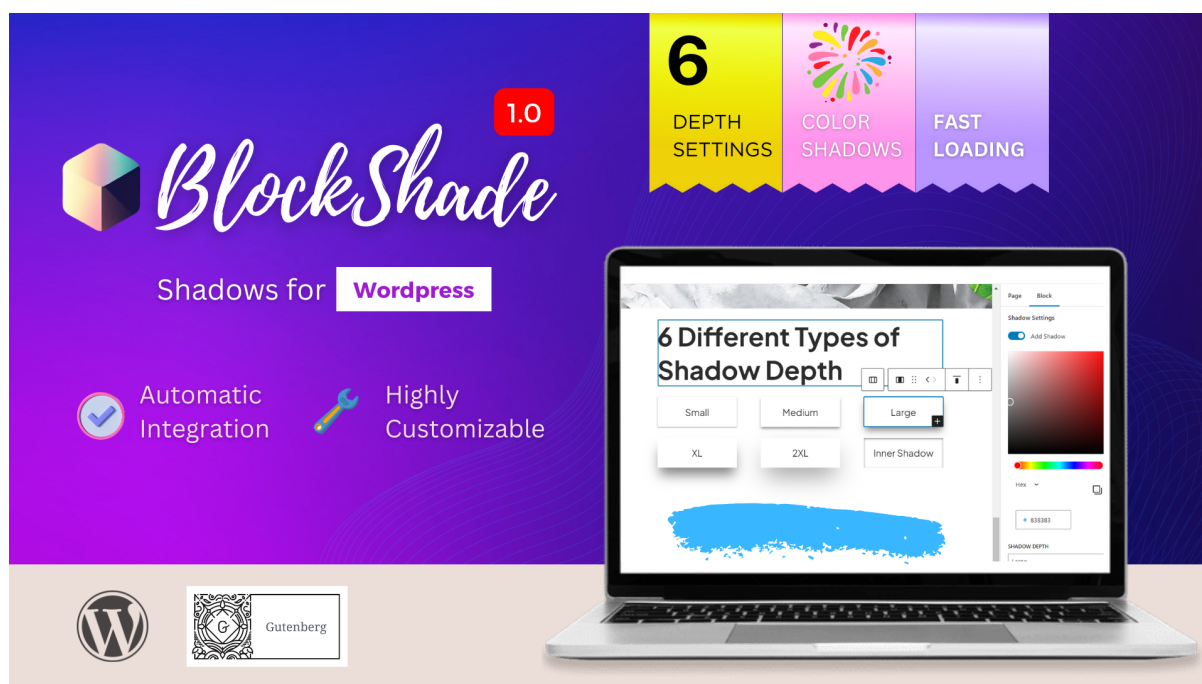 1.0
BlockShade
Shadows for Wordpress
Automatic
Integration
Highly
Customizable
6
DEPTH
SETTINGS
COLOR
SHADOWS
FAST
LOADING
6 Different Types of
Shadow Depth
Small
Medium
Large
XL
2XL
Inner Shadow
Page Block
Shadow Settings
Add Shadow
Hex
# 838383
SHADOW DEPTH
Large
W
G
Gutenberg